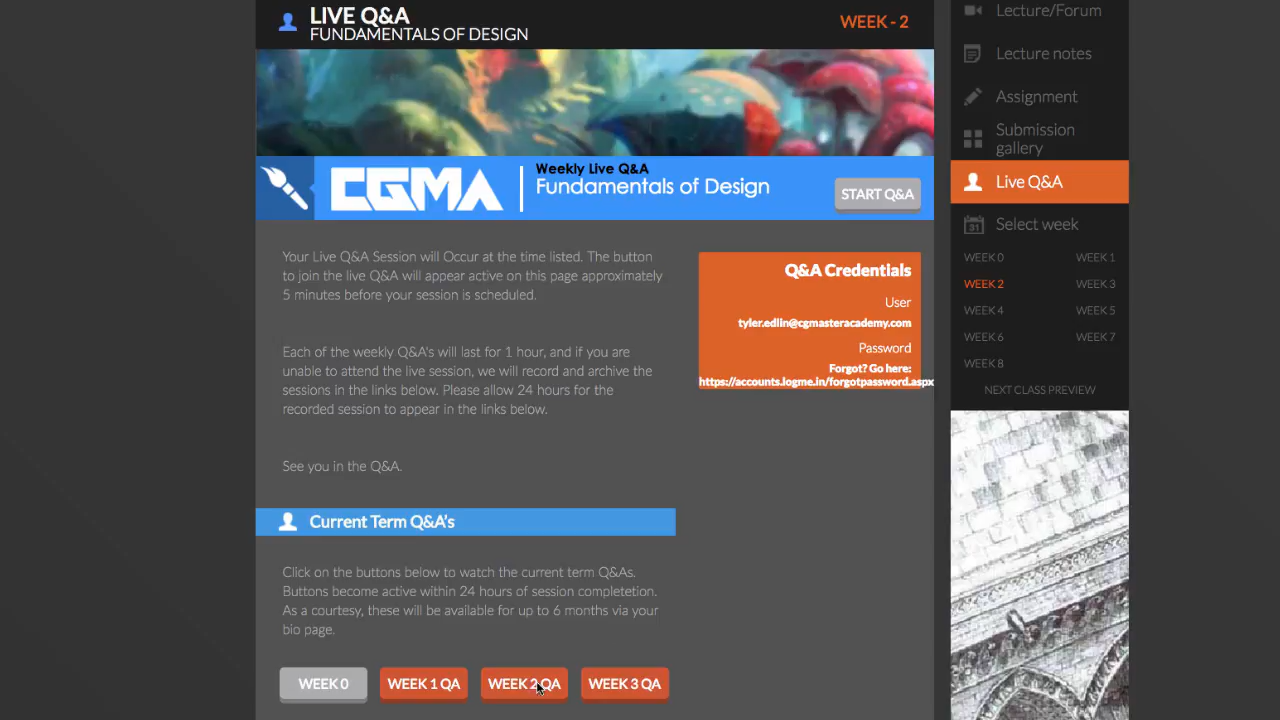 LIVE Q&A
FUNDAMENTALS OF DESIGN
WEEK - 2
CGMA
Weekly Live Q&A
Fundamentals of Design
START Q&A
Your Live Q&A Session will Occur at the time listed. The button
to join the live Q&A will appear active on this page approximately
5 minutes before your session is scheduled.
Each of the weekly Q&A's will last for 1 hour, and if you are
unable to attend the live session, we will record and archive the
sessions in the links below. Please allow 24 hours for the
recorded session to appear in the links below.
See you in the Q&A.
Q&A Credentials
User
tyler.edlin@cgmasteracademy.com
Password
Forgot? Go here:
https://accounts.logme.in/forgotpassword.aspx
Current Term Q&A's
Click on the buttons below to watch the current term Q&As.
Buttons become active within 24 hours of session completetion.
As a courtesy, these will be available for up to 6 months via your
bio page.
WEEK 0
WEEK 1 QA
WEEK 2 QA
WEEK 3 QA
Lecture/Forum
Lecture notes
Assignment
Submission
gallery
Live Q&A
31
Select week
WEEK 0
WEEK 1
WEEK 2
WEEK 3
WEEK 4
WEEK 5
WEEK 6
WEEK 7
WEEK 8
NEXT CLASS PREVIEW